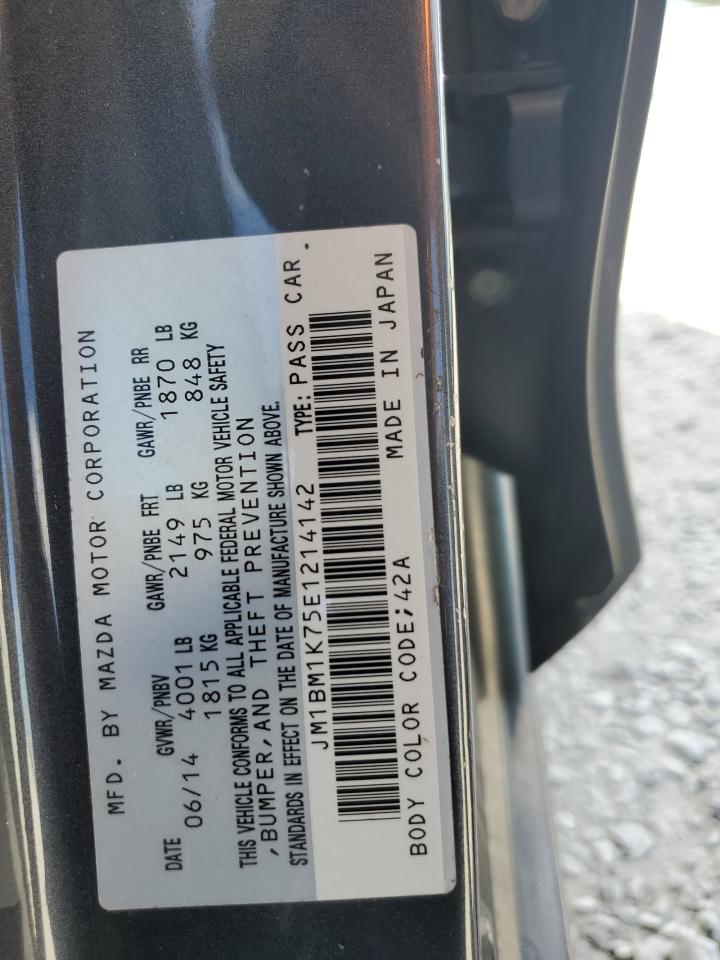 MFD. BY MAZDA MOTOR CORPORATION
DATE GVWR/PNBV GAWR/PNBE FRT GAWR/PNBE RR
06/14 4001 LB 2149 LB 1870 LB
1815 KG 975 KG 848 KG
THIS VEHICLE CONFORMS TO ALL APPLICABLE FEDERAL MOTOR VEHICLE SAFETY
,BUMPER, AND THEFT PREVENTION
STANDARDS IN EFFECT ON THE DATE OF MANUFACTURE SHOWN ABOVE.
JM1BM1K75E1214142 TYPE: PASS CAR.
BODY COLOR CODE;42A MADE IN JAPAN